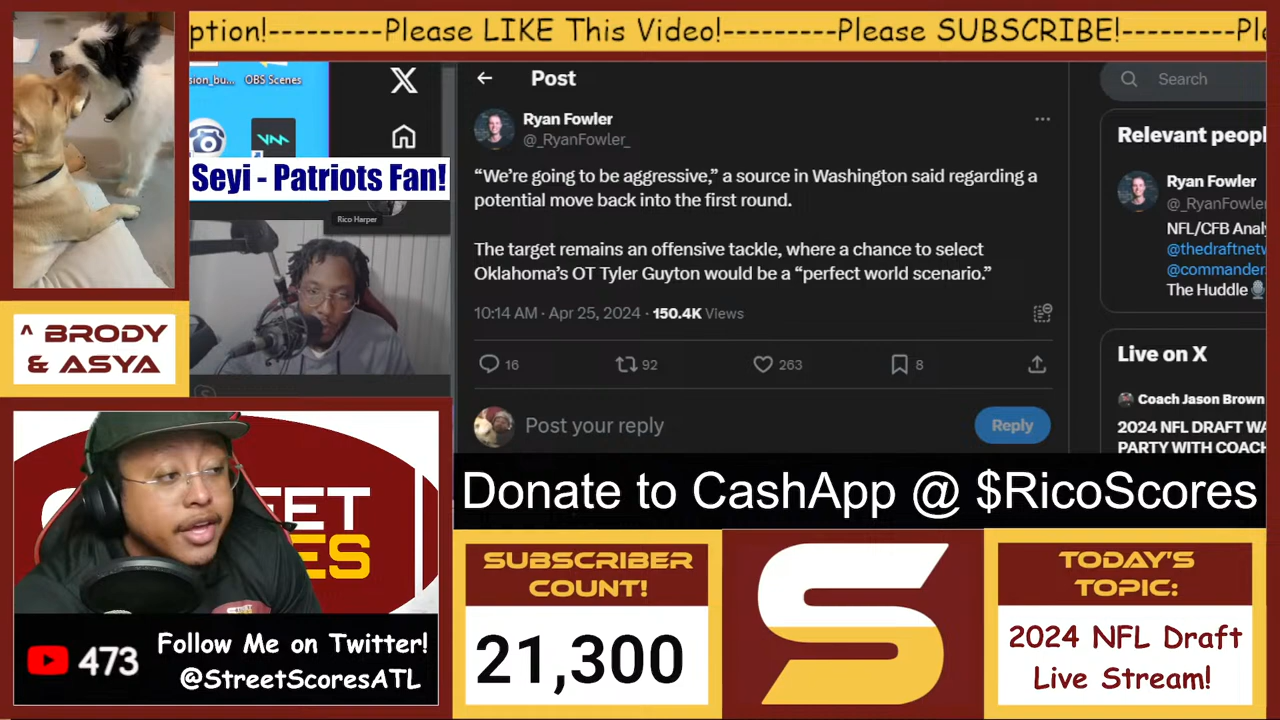 ption!---------Please LIKE This Video!---------Please SUBSCRIBE!---------Pl
sion_bu...
OBS Scenes
Seyi - Patriots Fan!
Rico Harper
Post
Ryan Fowler
@_RyanFowler_
“We’re going to be aggressive,” a source in Washington said regarding a
potential move back into the first round.
The target remains an offensive tackle, where a chance to select
Oklahoma’s OT Tyler Guyton would be a “perfect world scenario.”
10:14 AM · Apr 25, 2024 · 150.4K Views
16 92 263 8
Post your reply
Reply
Search
Relevant peopl
Ryan Fowler
@_RyanFowle
NFL/CFB Analy
@thedraftnetw
@commander
The Huddle
Live on X
Coach Jason Brown
2024 NFL DRAFT WA
PARTY WITH COACH
^ BRODY
& ASYA
EET
ES
473
Follow Me on Twitter!
@StreetScoresATL
Donate to CashApp @ $RicoScores
SUBSCRIBER
COUNT!
21,300
S
TODAY'S
TOPIC:
2024 NFL Draft
Live Stream!